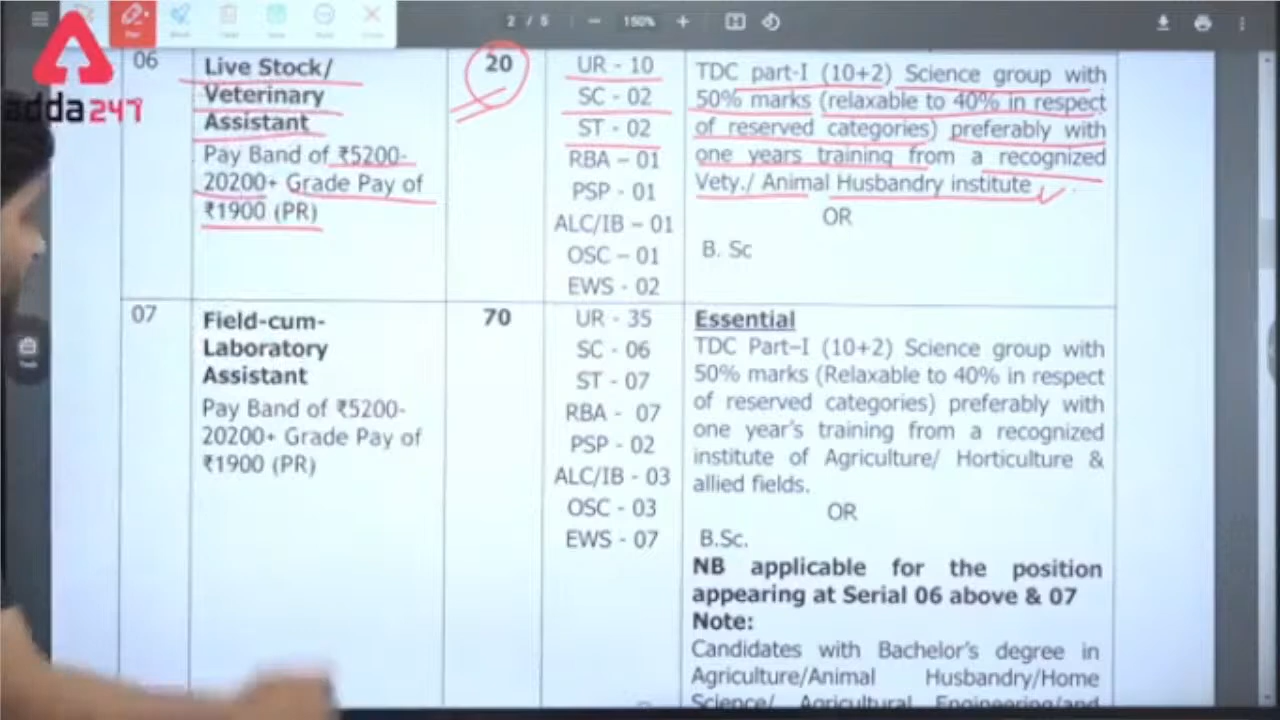 2 / 5
150%
adda247
06
Live Stock/
Veterinary
Assistant
Pay Band of ₹5200-
20200+ Grade Pay of
₹1900 (PR)
20
UR - 10
SC - 02
ST - 02
RBA – 01
PSP - 01
ALC/IB – 01
OSC – 01
EWS - 02
TDC part-I (10+2) Science group with
50% marks (relaxable to 40% in respect
of reserved categories) preferably with
one years training from a recognized
Vety./ Animal Husbandry institute
OR
B. Sc
07
Field-cum-
Laboratory
Assistant
Pay Band of ₹5200-
20200+ Grade Pay of
₹1900 (PR)
70
UR - 35
SC - 06
ST - 07
RBA - 07
PSP - 02
ALC/IB - 03
OSC - 03
EWS - 07
Essential
TDC Part–I (10+2) Science group with
50% marks (Relaxable to 40% in respect
of reserved categories) preferably with
one year's training from a recognized
institute of Agriculture/ Horticulture &
allied fields.
OR
B.Sc.
NB applicable for the position
appearing at Serial 06 above & 07
Note:
Candidates with Bachelor's degree in
Agriculture/Animal Husbandry/Home
Science/ Agricultural Engineering/and